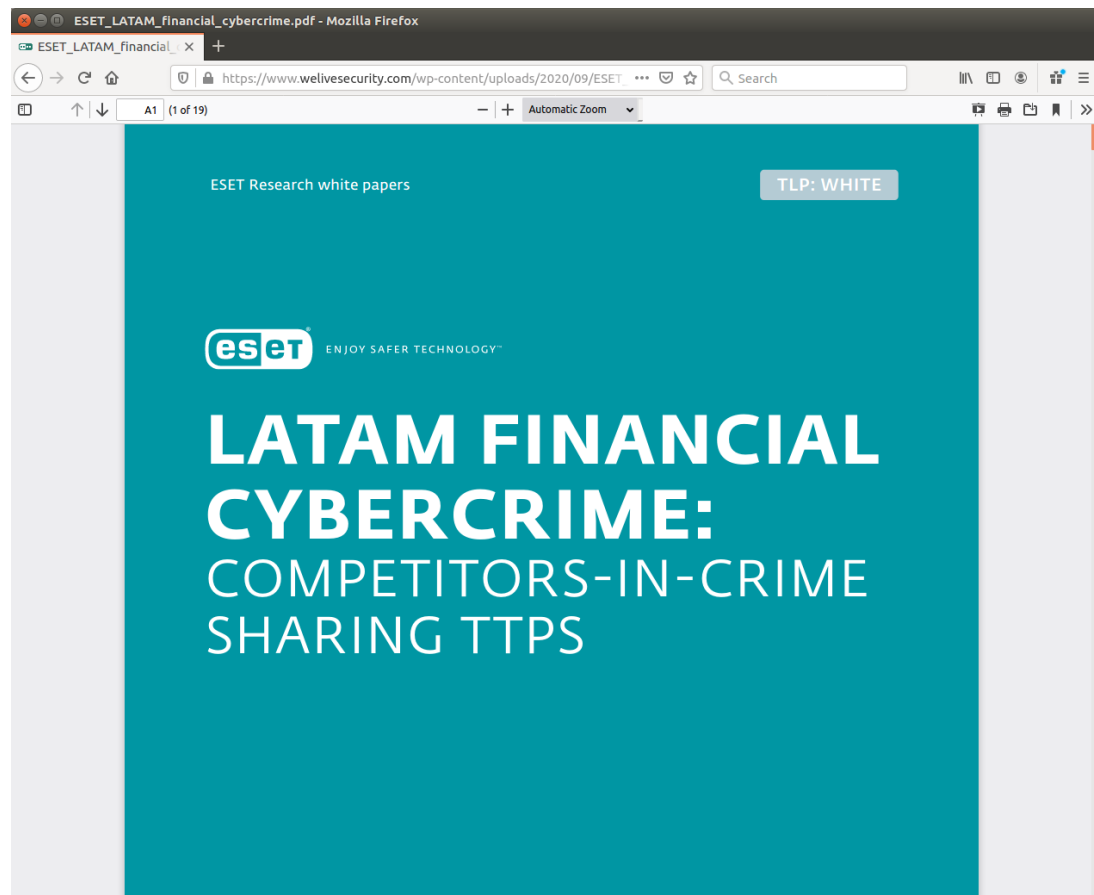 ESET_LATAM_financial_cybercrime.pdf - Mozilla Firefox
ESET_LATAM_financial_
https://www.welivesecurity.com/wp-content/uploads/2020/09/ESET
Search
A1 (1 of 19)
Automatic Zoom
ESET Research white papers
TLP: WHITE
eset ENJOY SAFER TECHNOLOGY™
LATAM FINANCIAL
CYBERCRIME:
COMPETITORS-IN-CRIME
SHARING TTPS